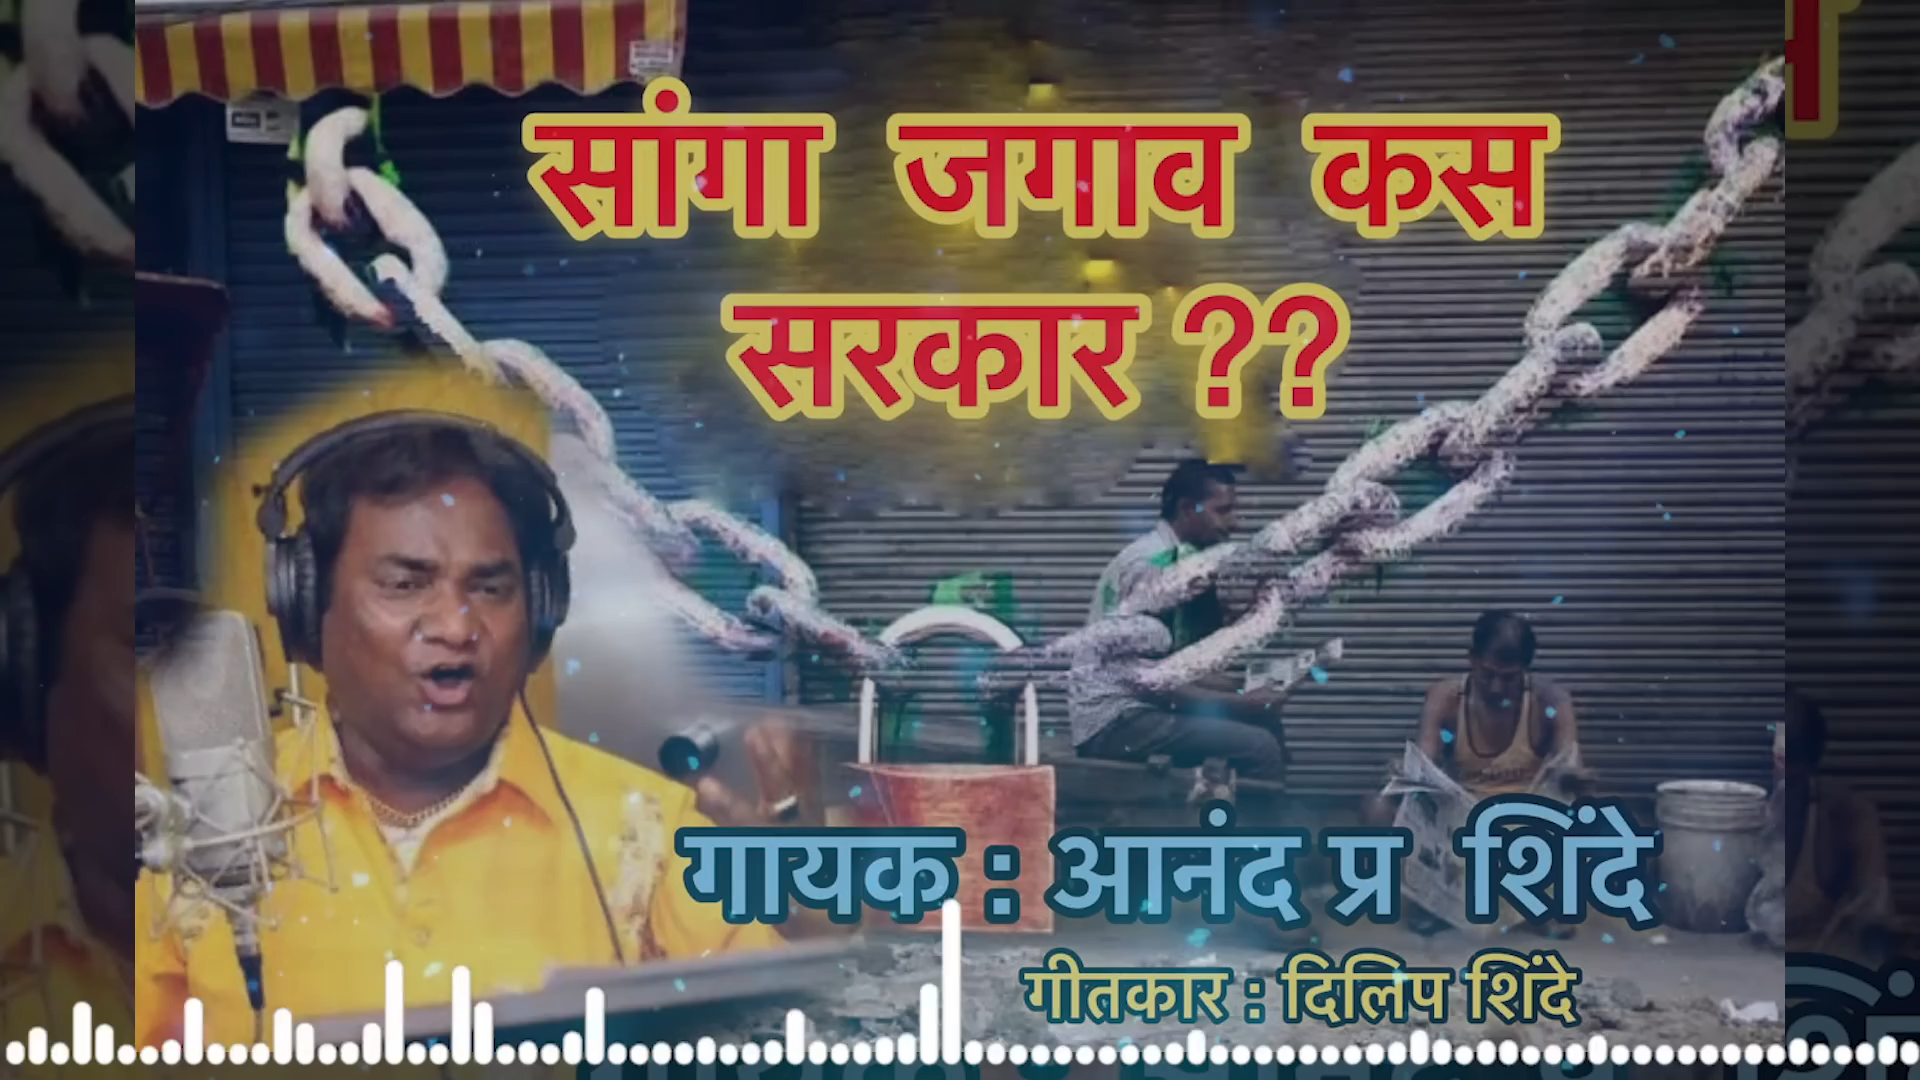 सांगा जगाव कस
सरकार ??
गायक : आनंद प्र शिंदे
गीतकार : दिलिप शिंदे